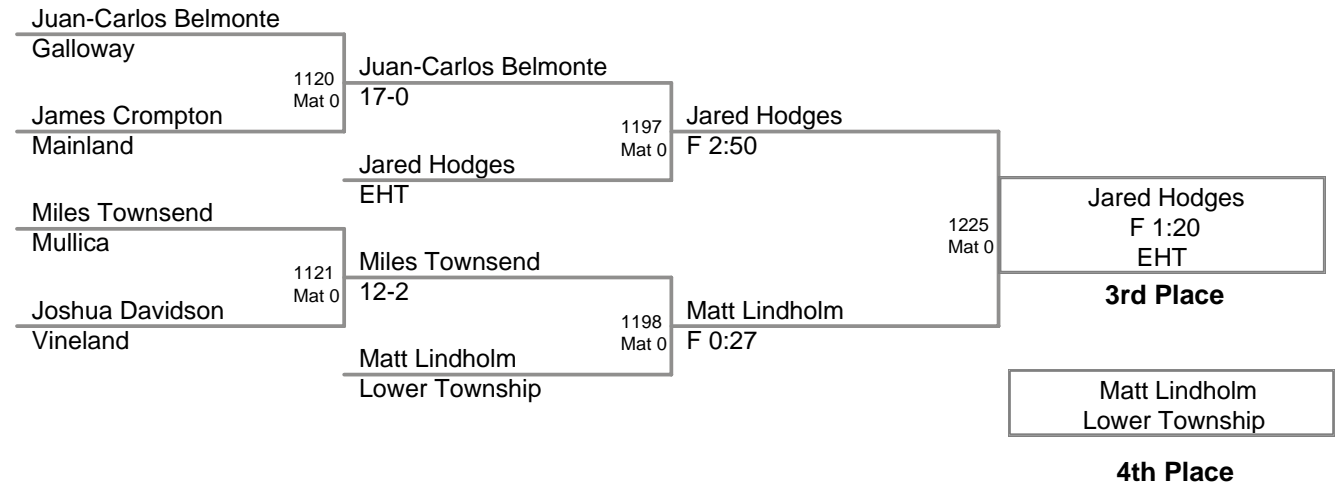 Juan-Carlos Belmonte
Galloway
1120
Mat 0
James Crompton
Mainland
Miles Townsend
Mullica
1121
Mat 0
Joshua Davidson
Vineland
Juan-Carlos Belmonte
17-0
1197
Mat 0
Jared Hodges
EHT
Miles Townsend
12-2
1198
Mat 0
Matt Lindholm
Lower Township
Jared Hodges
F 2:50
1225
Mat 0
Matt Lindholm
F 0:27
Jared Hodges
F 1:20
EHT
3rd Place
Matt Lindholm
Lower Township
4th Place